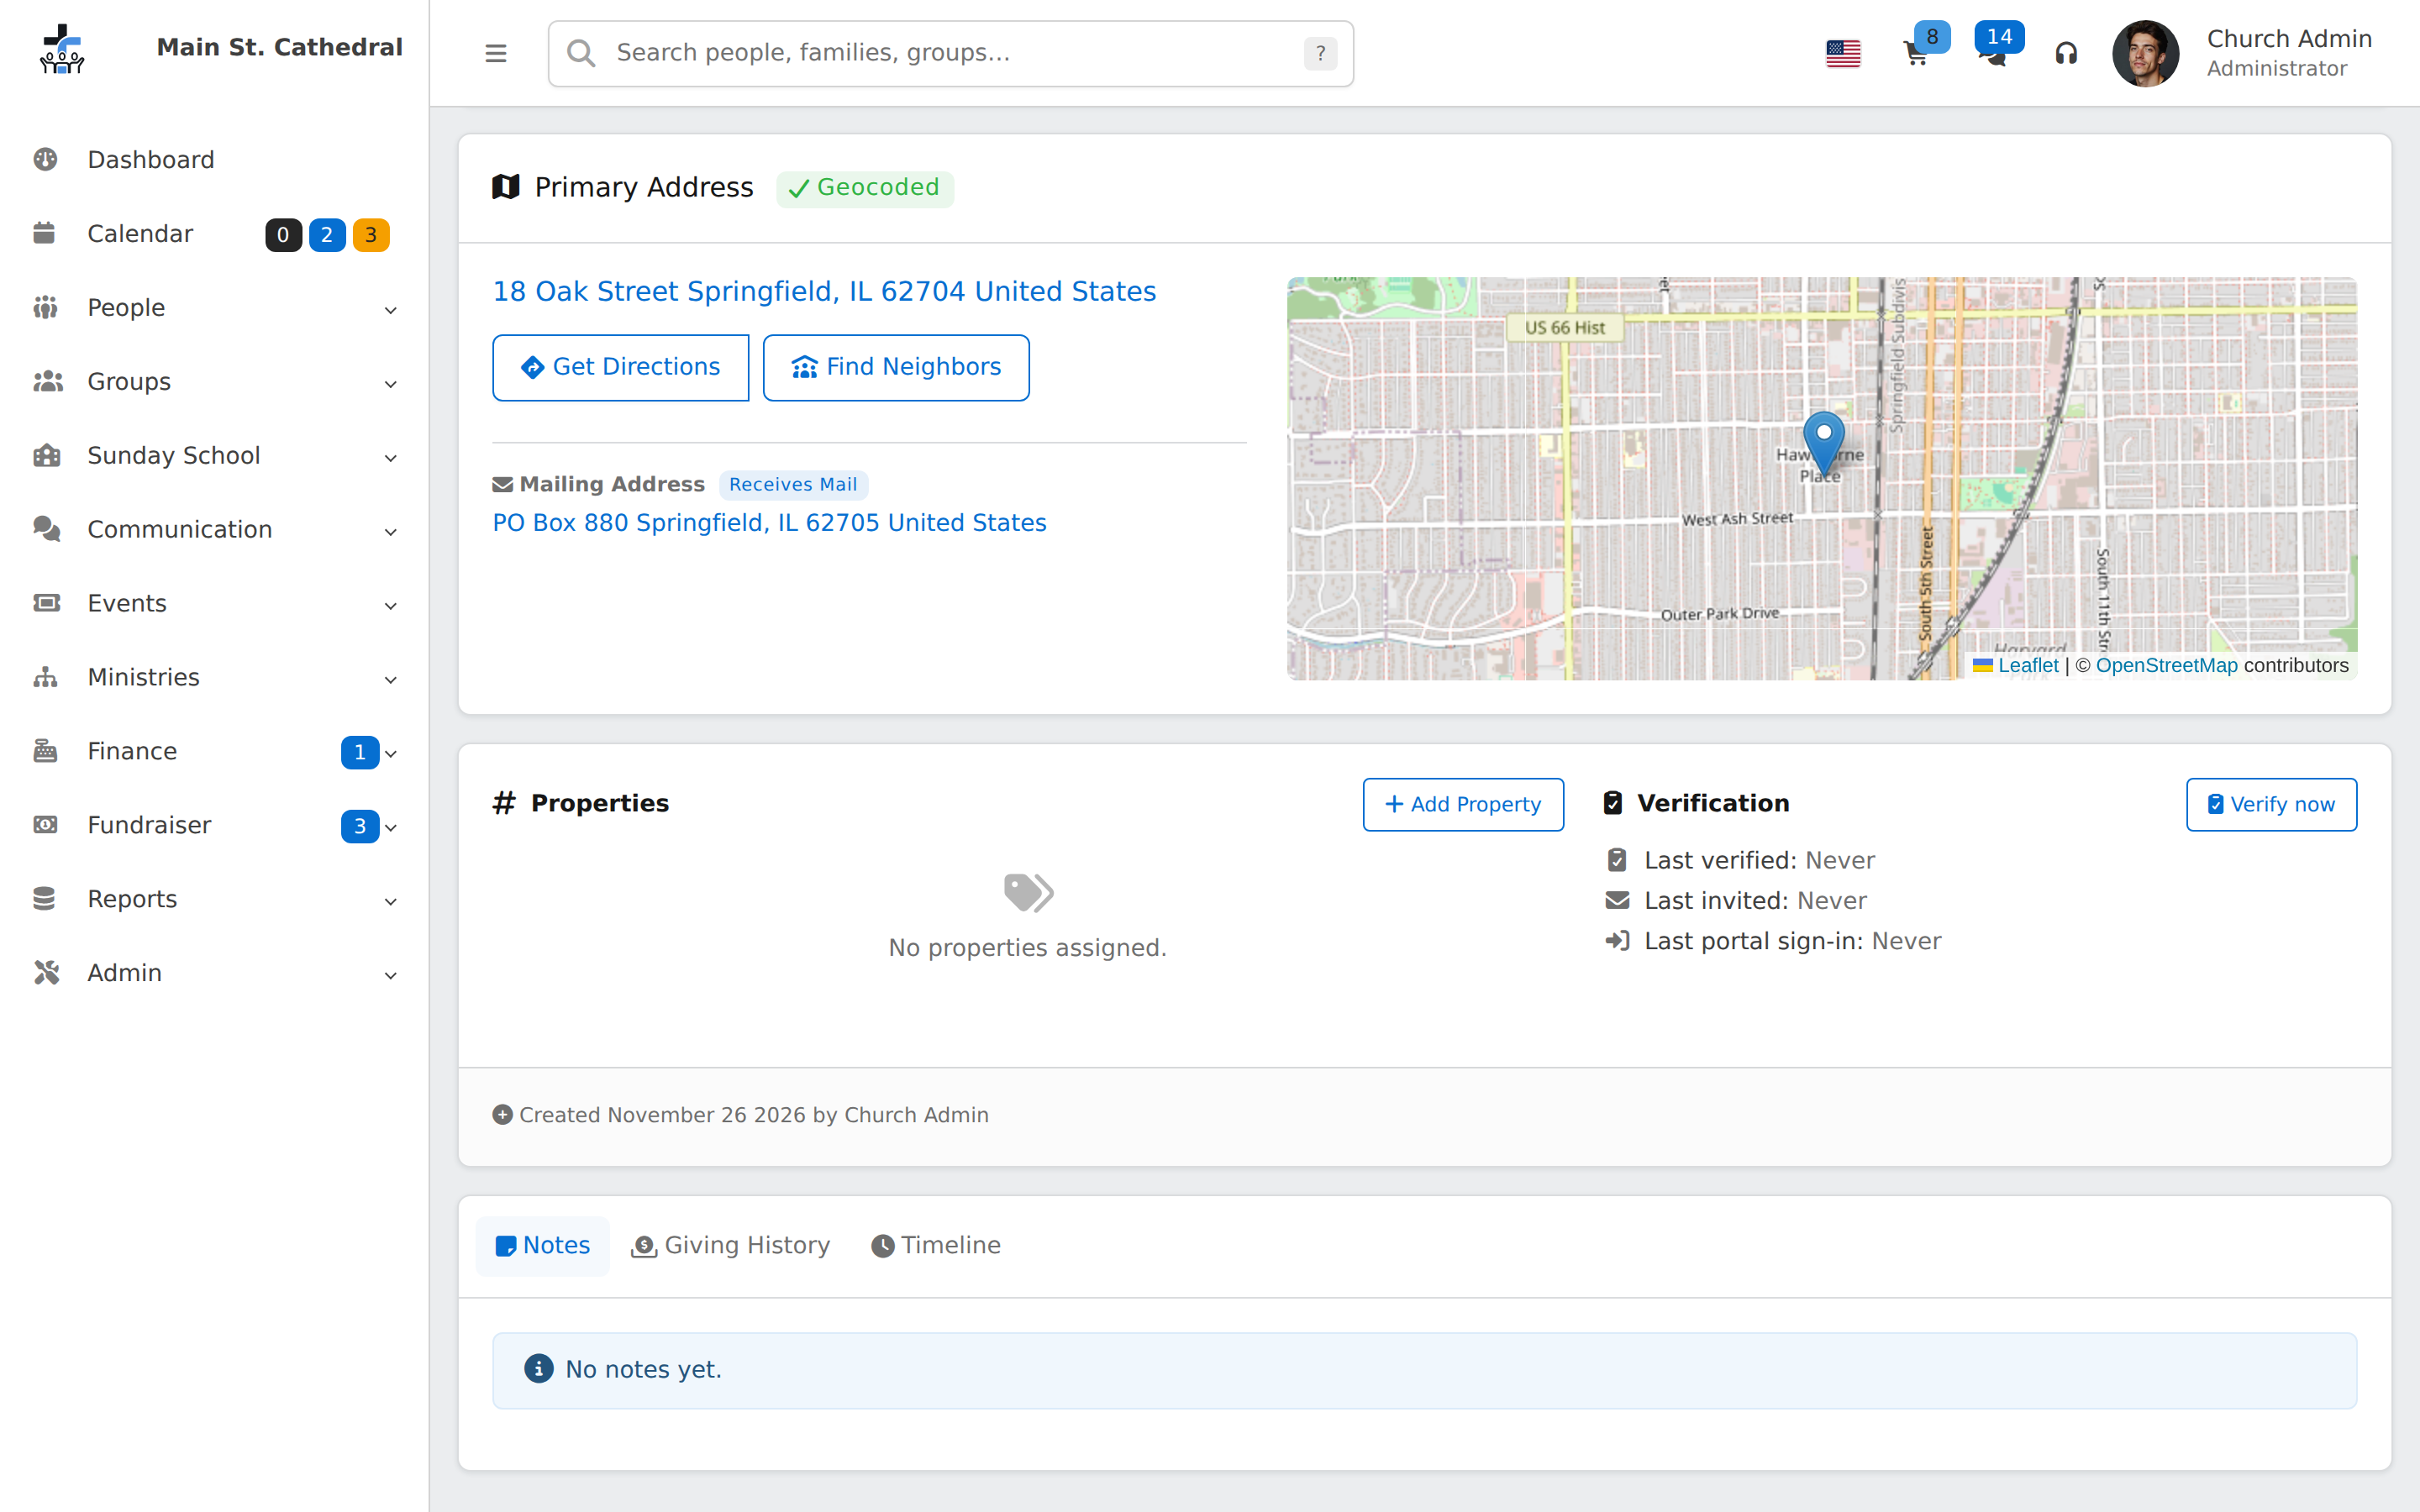 Main St. Cathedral
Search people, families, groups...
?
8
14
Church Admin
Administrator
Dashboard
Calendar 0 2 3
People
Groups
Sunday School
Communication
Events
Ministries
Finance 1
Fundraiser 3
Reports
Admin
Primary Address Geocoded
18 Oak Street Springfield, IL 62704 United States
Get Directions
Find Neighbors
Mailing Address Receives Mail
PO Box 880 Springfield, IL 62705 United States
US 66 Hist
Springfield Subdivis
Place
West Ash Street
South 5th Street
South 11th Str
Outer Park Drive
Harvard
Leaflet | © OpenStreetMap contributors
Properties
Add Property
No properties assigned.
Verification
Verify now
Last verified: Never
Last invited: Never
Last portal sign-in: Never
Created November 26 2026 by Church Admin
Notes
Giving History
Timeline
No notes yet.